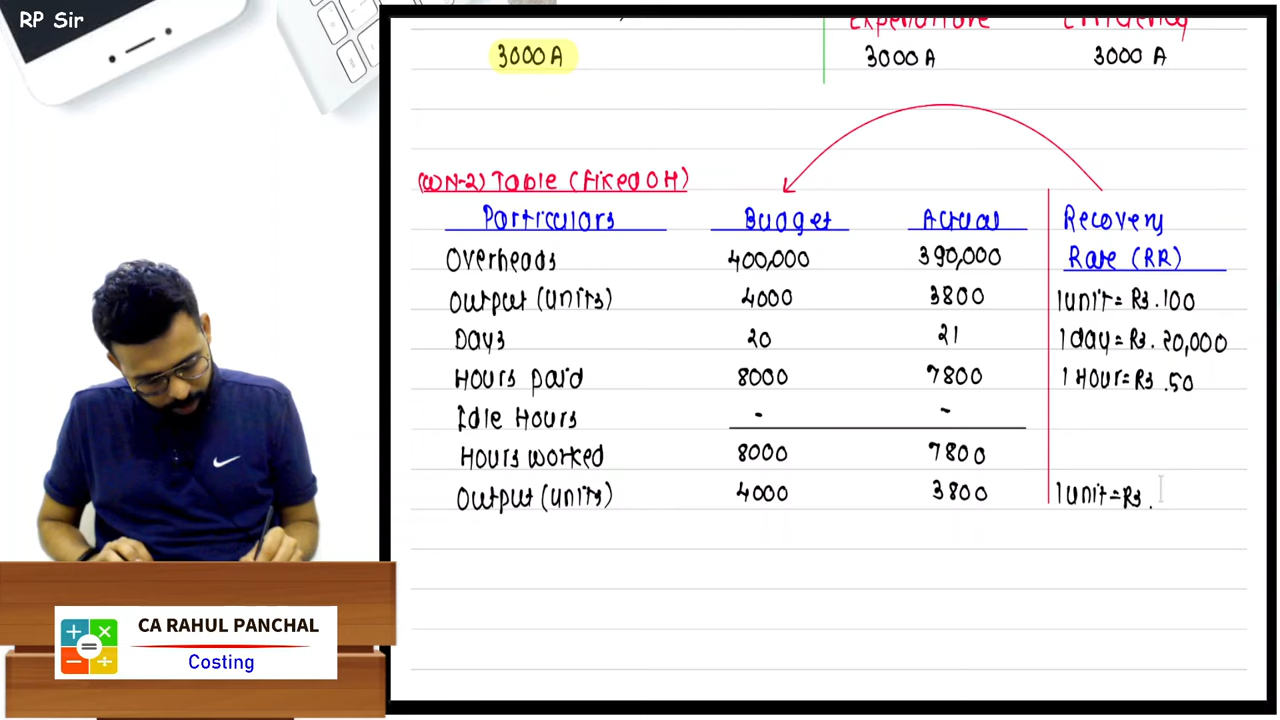 RP Sir
Expenditure Efficiency
3000 A 3000 A 3000 A
(WN-2) Table (Fixed OH)
Particulars Budget Actual Recovery
Overheads 400,000 390,000 Rate (RR)
Output (units) 4000 3800 1 unit = Rs. 100
Days 20 21 1 day = Rs. 20,000
Hours paid 8000 7800 1 Hour = Rs. 50
Idle Hours - -
Hours worked 8000 7800
Output (units) 4000 3800 1 unit = Rs.
CA RAHUL PANCHAL
Costing